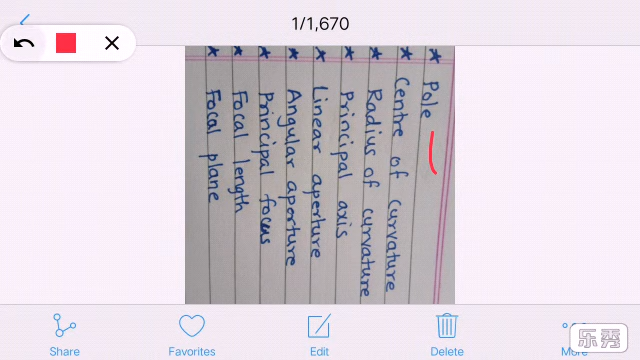 1/1,670
★ Pole
★ Centre of curvature
★ Radius of curvature
★ Principal axis
★ Linear aperture
★ Angular aperture
★ Principal focus
★ Focal length
★ Focal plane
Share
Favorites
Edit
Delete
More
乐秀